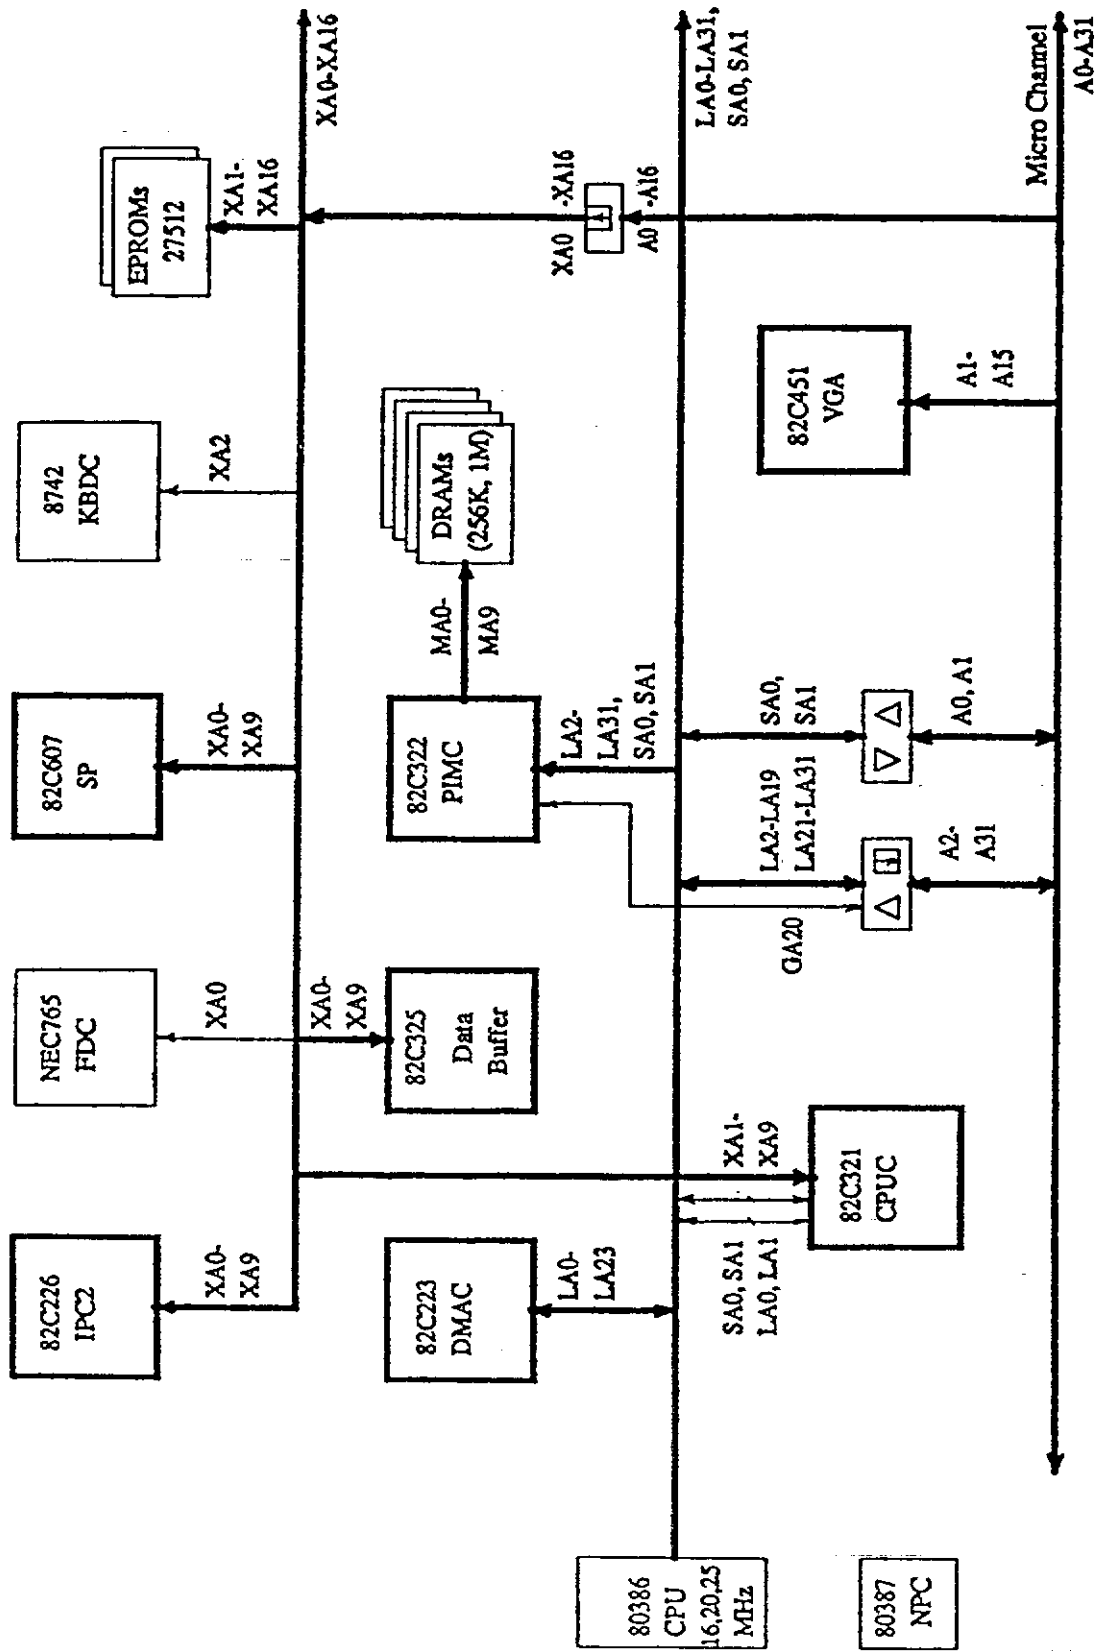 82C226
IPC2
NEC765
FDC
82C607
SP
8742
KBDC
EPROMs
27512
XA0-
XA9
XA0
XA0-
XA9
XA2
XA1-
XA16
XA0-XA16
XA0-
XA9
82C223
DMAC
82C325
Data
Buffer
82C322
PIMC
MA0-
MA9
DRAMs
(256K, 1M)
LA0-
LA23
LA2-
LA31,
SA0, SA1
XA0 -XA16
A0 -A16
80386
CPU
16,20,25
MHz
LA0-LA31,
SA0, SA1
SA0, SA1
LA0, LA1
XA1-
XA9
GA20
LA2-LA19
LA21-LA31
SA0,
SA1
82C321
CPUC
82C451
VGA
A2-
A31
A0, A1
A1-
A15
80387
NPC
Micro Channel
A0-A31